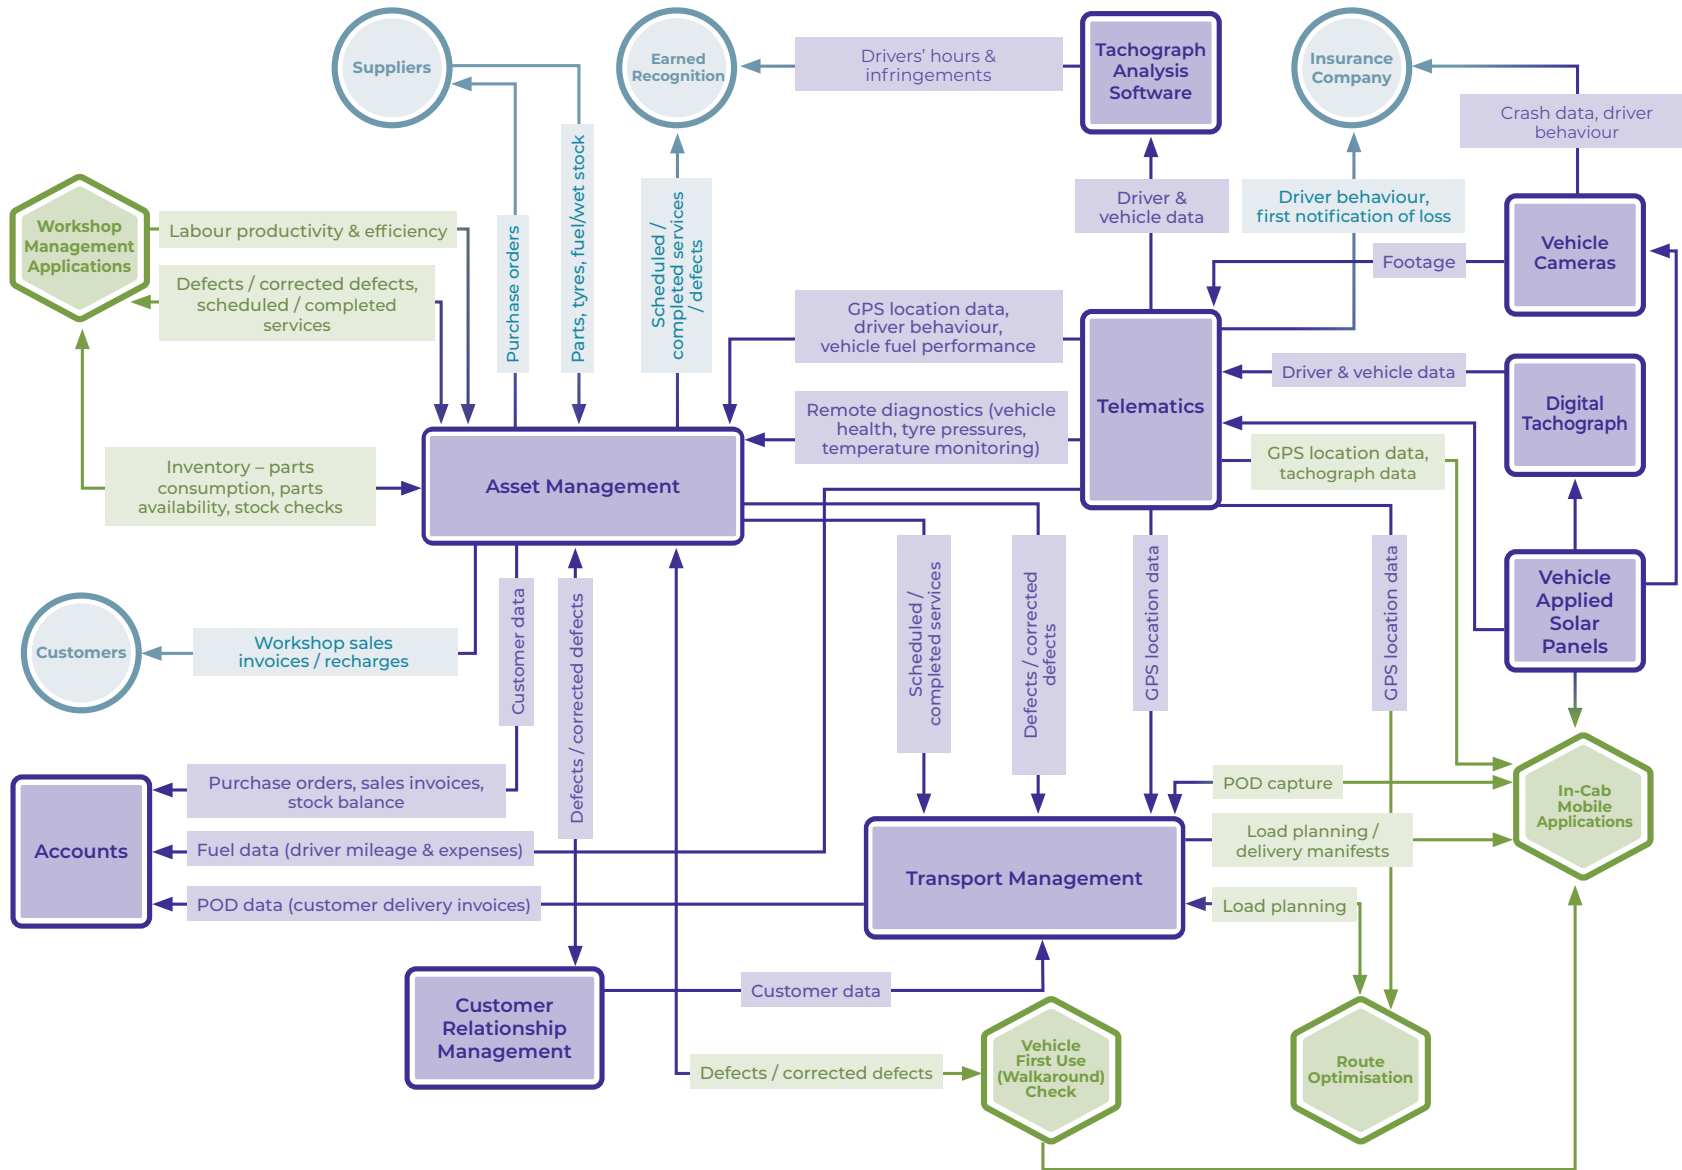 Suppliers
Earned
Recognition
Drivers’ hours &
infringements
Tachograph
Analysis
Software
Insurance
Company
Crash data, driver
behaviour
Workshop
Management
Applications
Labour productivity & efficiency
Defects / corrected defects,
scheduled / completed
services
Purchase orders
Parts, tyres, fuel/wet stock
Scheduled /
completed services
/ defects
Driver &
vehicle data
Driver behaviour,
first notification of loss
Vehicle
Cameras
Footage
GPS location data,
driver behaviour,
vehicle fuel performance
Telematics
Driver & vehicle data
Digital
Tachograph
Remote diagnostics (vehicle
health, tyre pressures,
temperature monitoring)
GPS location data,
tachograph data
Inventory – parts
consumption, parts
availability, stock checks
Asset Management
Customers
Workshop sales
invoices / recharges
Customer data
Defects / corrected defects
Scheduled /
completed services
Defects / corrected
defects
GPS location data
GPS location data
Vehicle
Applied
Solar
Panels
Accounts
Purchase orders, sales invoices,
stock balance
Fuel data (driver mileage & expenses)
POD data (customer delivery invoices)
Transport Management
POD capture
Load planning /
delivery manifests
Load planning
In-Cab
Mobile
Applications
Customer
Relationship
Management
Customer data
Defects / corrected defects
Vehicle
First Use
(Walkaround)
Check
Route
Optimisation